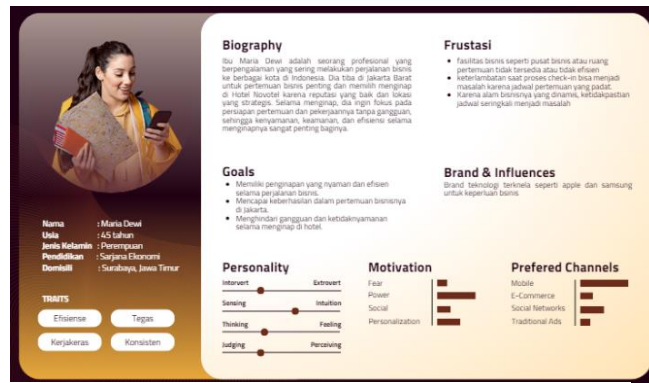 Biography
Ibu Maria Dewi adalah seorang profesional yang
berpengalaman yang sering melakukan perjalanan bisnis
ke berbagai kota di Indonesia. Dia tiba di Jakarta Barat
untuk pertemuan bisnis penting dan memilih menginap
di Hotel Novotel karena reputasi yang baik dan lokasi
yang strategis. Selama menginap, dia ingin fokus pada
persiapan pertemuan dan pekerjaannya tanpa gangguan,
sehingga kenyamanan, keamanan, dan efisiensi selama
menginapnya sangat penting baginya.
Frustasi
fasilitas bisnis seperti pusat bisnis atau ruang
pertemuan tidak tersedia atau tidak efisien
keterlambatan saat proses check-in bisa menjadi
masalah karena jadwal pertemuan yang padat.
Karena alam bisnisnya yang dinamis, ketidakpastian
jadwal seringkali menjadi masalah
Goals
Memiliki penginapan yang nyaman dan efisien
selama perjalanan bisnis.
Mencapai keberhasilan dalam pertemuan bisnisnya
di Jakarta.
Menghindari gangguan dan ketidaknyamanan
selama menginap di hotel.
Brand & Influences
Brand teknologi terknela seperti apple dan samsung
untuk keperluan bisnis
Nama : Maria Dewi
Usia : 45 tahun
Jenis Kelamin : Perempuan
Pendidikan : Sarjana Ekonomi
Domisili : Surabaya, Jawa Timur
TRAITS
Efisiense Tegas
Kerjakeras Konsisten
Personality
Intorvert Extrovert
Sensing Intuition
Thinking Feeling
Judging Perceiving
Motivation
Fear
Power
Social
Personalization
Prefered Channels
Mobile
E-Commerce
Social Networks
Traditional Ads